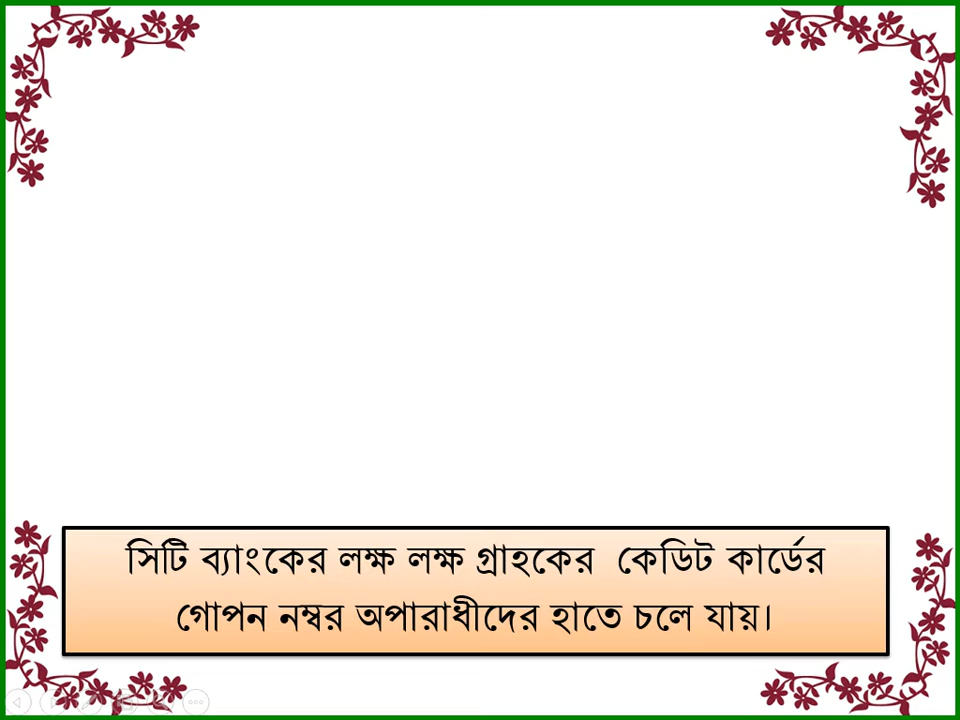 সিটি ব্যাংকের লক্ষ লক্ষ গ্রাহকের কেডিট কার্ডের
গোপন নম্বর অপারাধীদের হাতে চলে যায়।